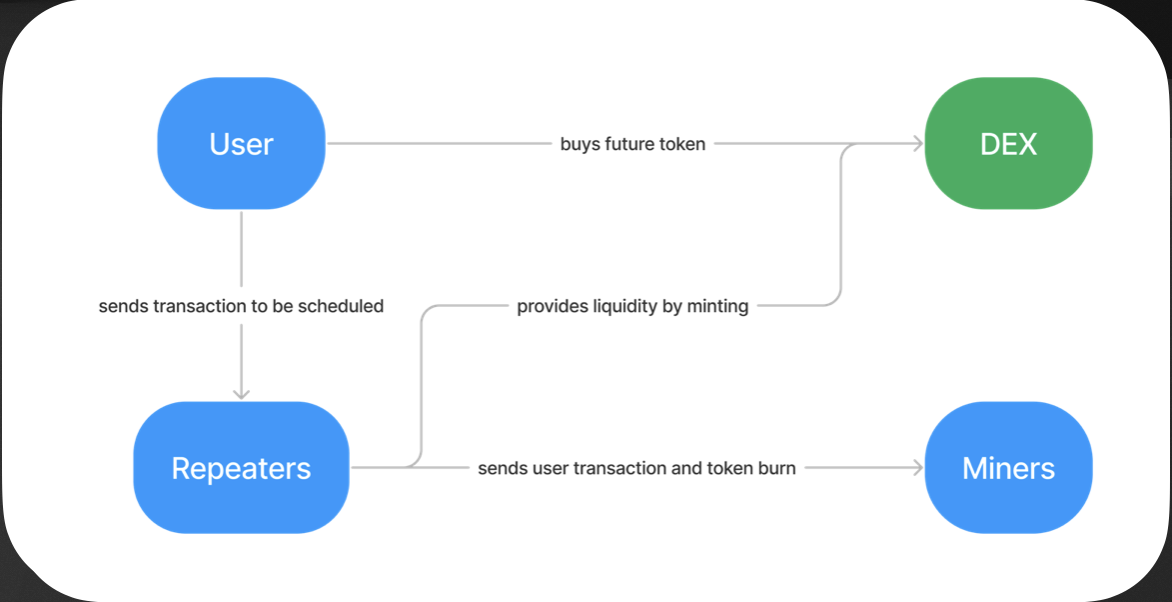 User
buys future token
DEX
sends transaction to be scheduled
provides liquidity by minting
Repeaters
sends user transaction and token burn
Miners